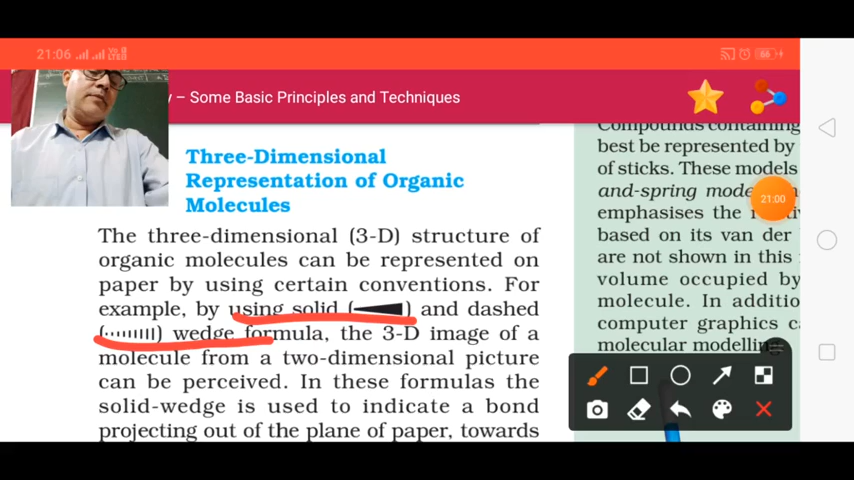 21:06
66
y – Some Basic Principles and Techniques
Three-Dimensional
Representation of Organic
Molecules
The three-dimensional (3-D) structure of
organic molecules can be represented on
paper by using certain conventions. For
example, by using solid ( ) and dashed
( ) wedge formula, the 3-D image of a
molecule from a two-dimensional picture
can be perceived. In these formulas the
solid-wedge is used to indicate a bond
projecting out of the plane of paper, towards
Compounds containing
best be represented by
of sticks. These models
and-spring mode
21:00
emphasises the
based on its van der
are not shown in this
volume occupied by
molecule. In additio
computer graphics ca
molecular modelling